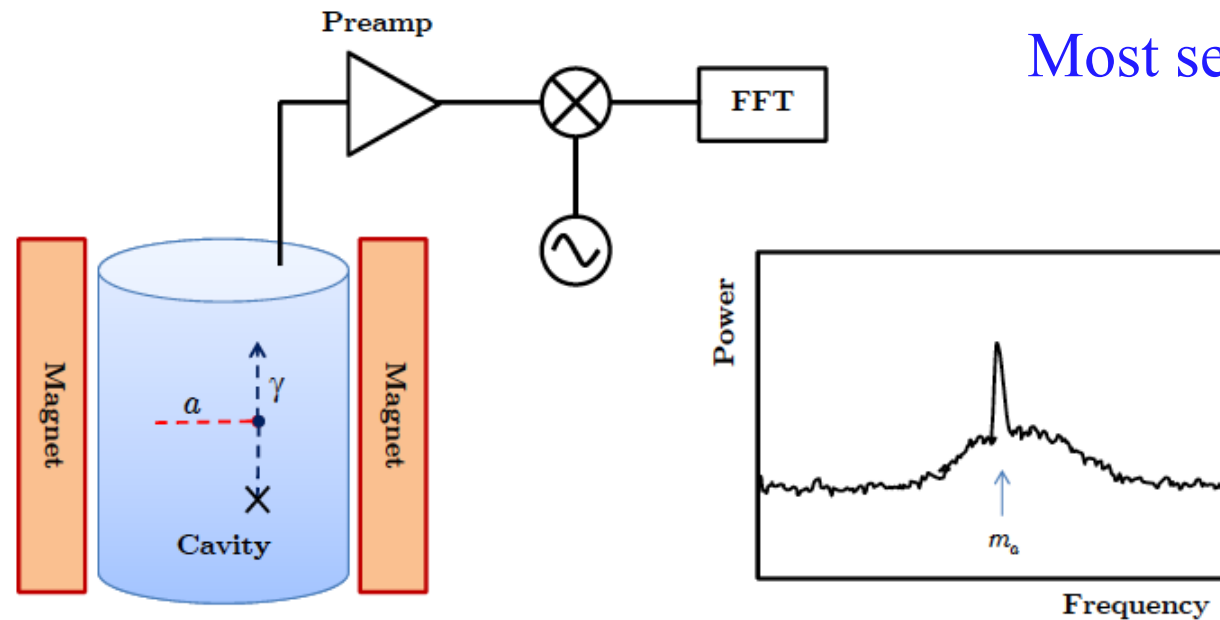 Preamp
Most se
FFT
Magnet
Magnet
a
γ
Cavity
Power
mₐ
Frequency